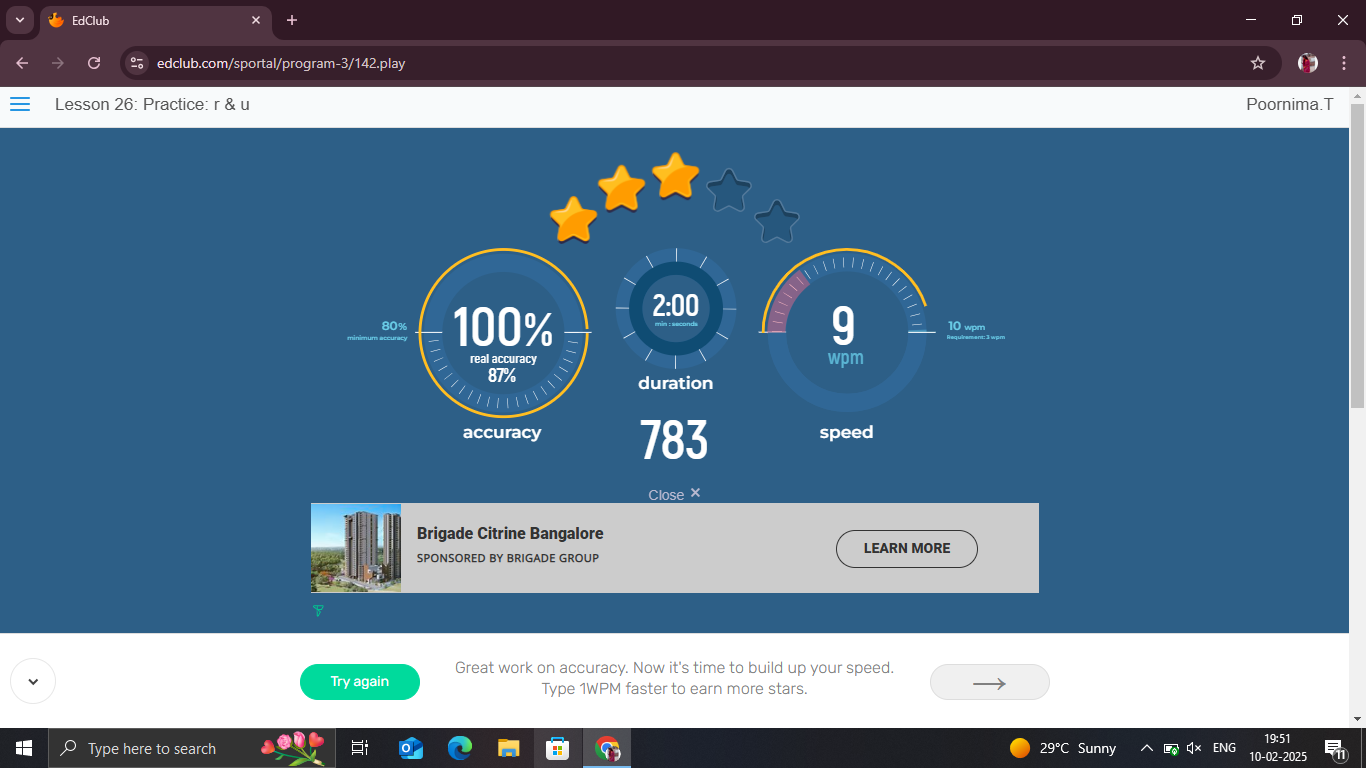 EdClub
edclub.com/sportal/program-3/142.play
Lesson 26: Practice: r & u
Poornima.T
80%
minimum accuracy
100%
real accuracy
87%
accuracy
2:00
min : seconds
duration
783
9
wpm
speed
10 wpm
Requirement: 3 wpm
Close
Brigade Citrine Bangalore
SPONSORED BY BRIGADE GROUP
LEARN MORE
Try again
Great work on accuracy. Now it's time to build up your speed.
Type 1WPM faster to earn more stars.
Type here to search
29°C Sunny
ENG
19:51
10-02-2025
11